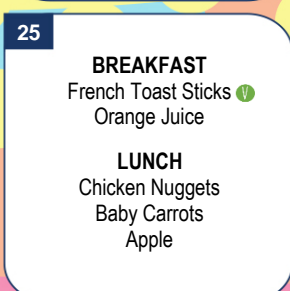 25
BREAKFAST
French Toast Sticks V
Orange Juice
LUNCH
Chicken Nuggets
Baby Carrots
Apple